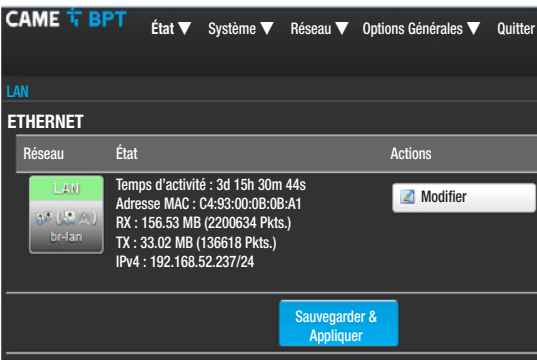 CAME BPT
État ▼ Système ▼ Réseau ▼ Options Générales ▼ Quitter
LAN
ETHERNET
Réseau État Actions
LAN
br-lan
Temps d'activité : 3d 15h 30m 44s
Adresse MAC : C4:93:00:0B:0B:A1
RX : 156.53 MB (2200634 Pkts.)
TX : 33.02 MB (136618 Pkts.)
IPv4 : 192.168.52.237/24
Modifier
Sauvegarder &
Appliquer